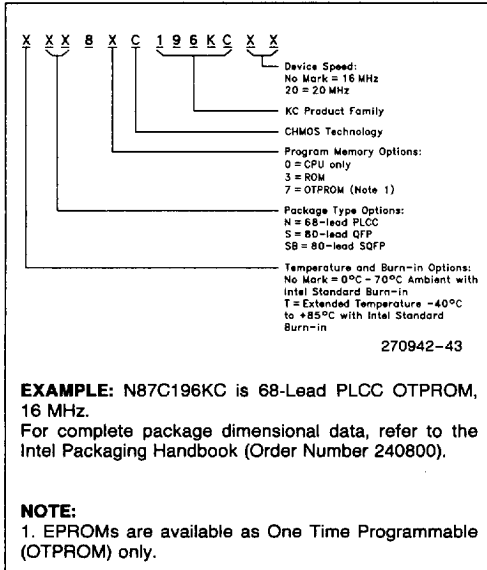 X XX 8 X C 196KC XX
Device Speed:
No Mark = 16 MHz
20 = 20 MHz
KC Product Family
CHMOS Technology
Program Memory Options:
0 = CPU only
3 = ROM
7 = OTPROM (Note 1)
Package Type Options:
N = 68-lead PLCC
S = 80-lead QFP
SB = 80-lead SQFP
Temperature and Burn-in Options:
No Mark = 0°C - 70°C Ambient with
Intel Standard Burn-in
T = Extended Temperature -40°C
to +85°C with Intel Standard
Burn-in
270942-43
EXAMPLE: N87C196KC is 68-Lead PLCC OTPROM,
16 MHz.
For complete package dimensional data, refer to the
Intel Packaging Handbook (Order Number 240800).
NOTE:
1. EPROMs are available as One Time Programmable
(OTPROM) only.